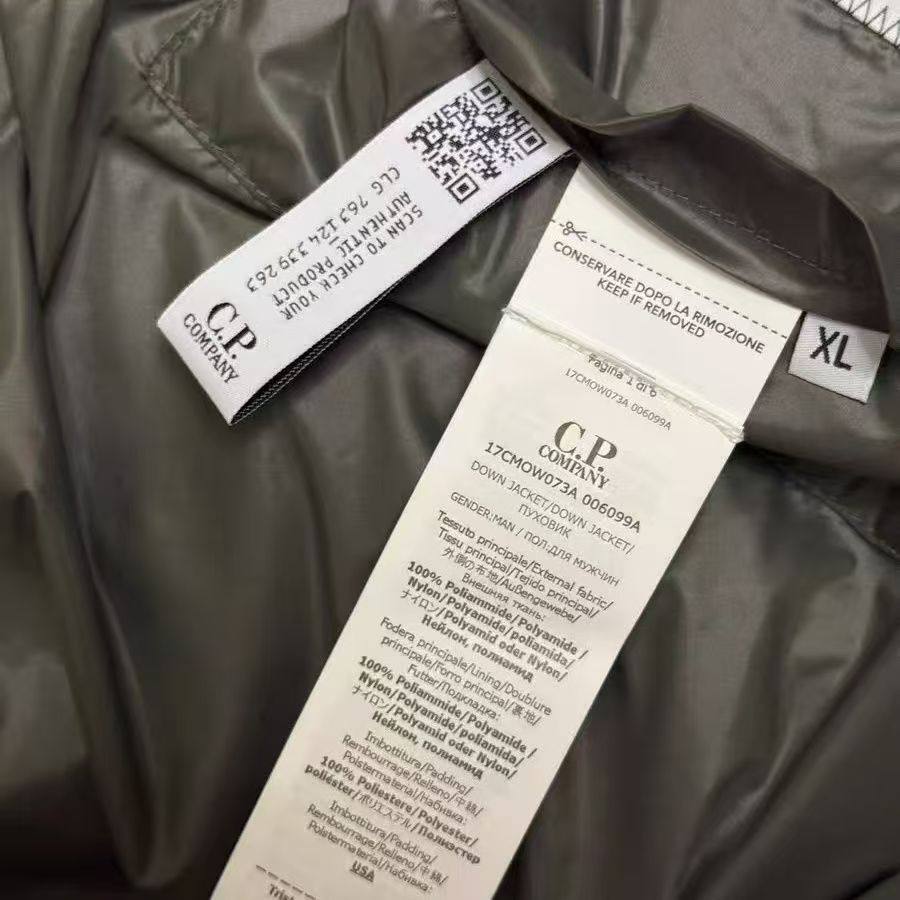 SCAN TO CHECK YOUR
AUTHENTIC PRODUCT
CLG 763 124 339 263
C.P.
COMPANY
CONSERVARE DOPO LA RIMOZIONE
KEEP IF REMOVED
XL
Pagina 1 di 6
17CMOW073A 006099A
C.P.
COMPANY
17CMOW073A 006099A
DOWN JACKET/DOWN JACKET/
ПУХОВИК
GENDER:MAN / ПОЛ:ДЛЯ МУЖЧИН
Tessuto principale/External fabric/
Tissu principal/Tejido principal/
外側の布地/Außengewebe/
Внешняя ткань:
100% Poliammide/Polyamide/
Nylon/Polyamide/poliamida/
ナイロン/Polyamid oder Nylon/
Нейлон, полиамид
Fodera principale/Lining/Doublure
principale/Forro principal/裏地/
Futter/Подкладка:
100% Poliammide/Polyamide /
Nylon/Polyamide/poliamida/
ナイロン/Polyamid oder Nylon/
Нейлон, полиамид
Imbottitura/Padding/
Rembourrage/Relleno/中綿/
Polstermaterial/Набивка:
100% Poliestere/Polyester/
poliéster/ポリエステル/Полиэстер
Imbottitura/Padding/
Rembourrage/Relleno/中綿/
Polstermaterial/Набивка:
USA